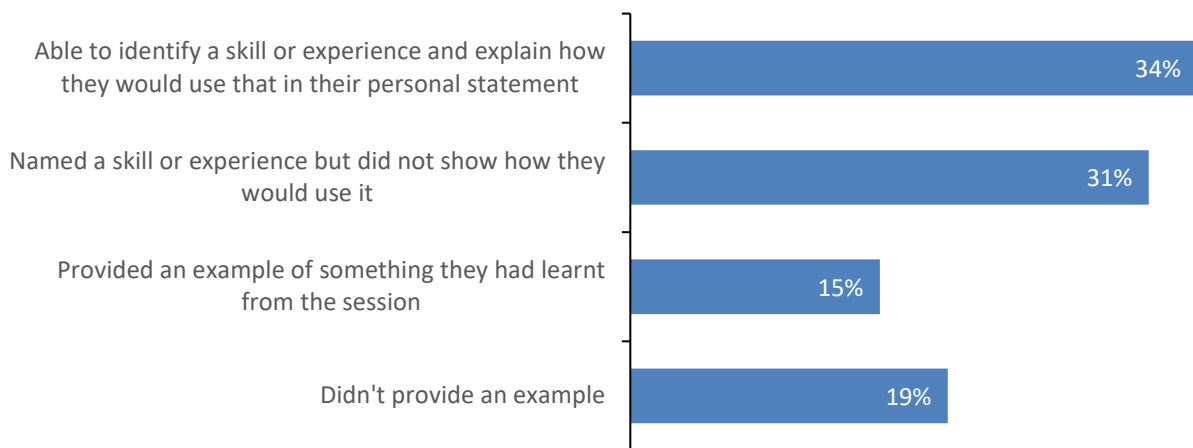 Able to identify a skill or experience and explain how
they would use that in their personal statement
34%
Named a skill or experience but did not show how they
would use it
31%
Provided an example of something they had learnt
from the session
15%
Didn't provide an example
19%